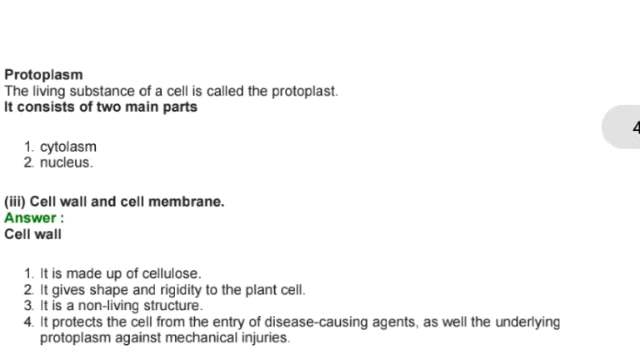 Protoplasm
The living substance of a cell is called the protoplast.
It consists of two main parts
1. cytolasm
2. nucleus.
4
(iii) Cell wall and cell membrane.
Answer :
Cell wall
1. It is made up of cellulose.
2. It gives shape and rigidity to the plant cell.
3. It is a non-living structure.
4. It protects the cell from the entry of disease-causing agents, as well the underlying
protoplasm against mechanical injuries.